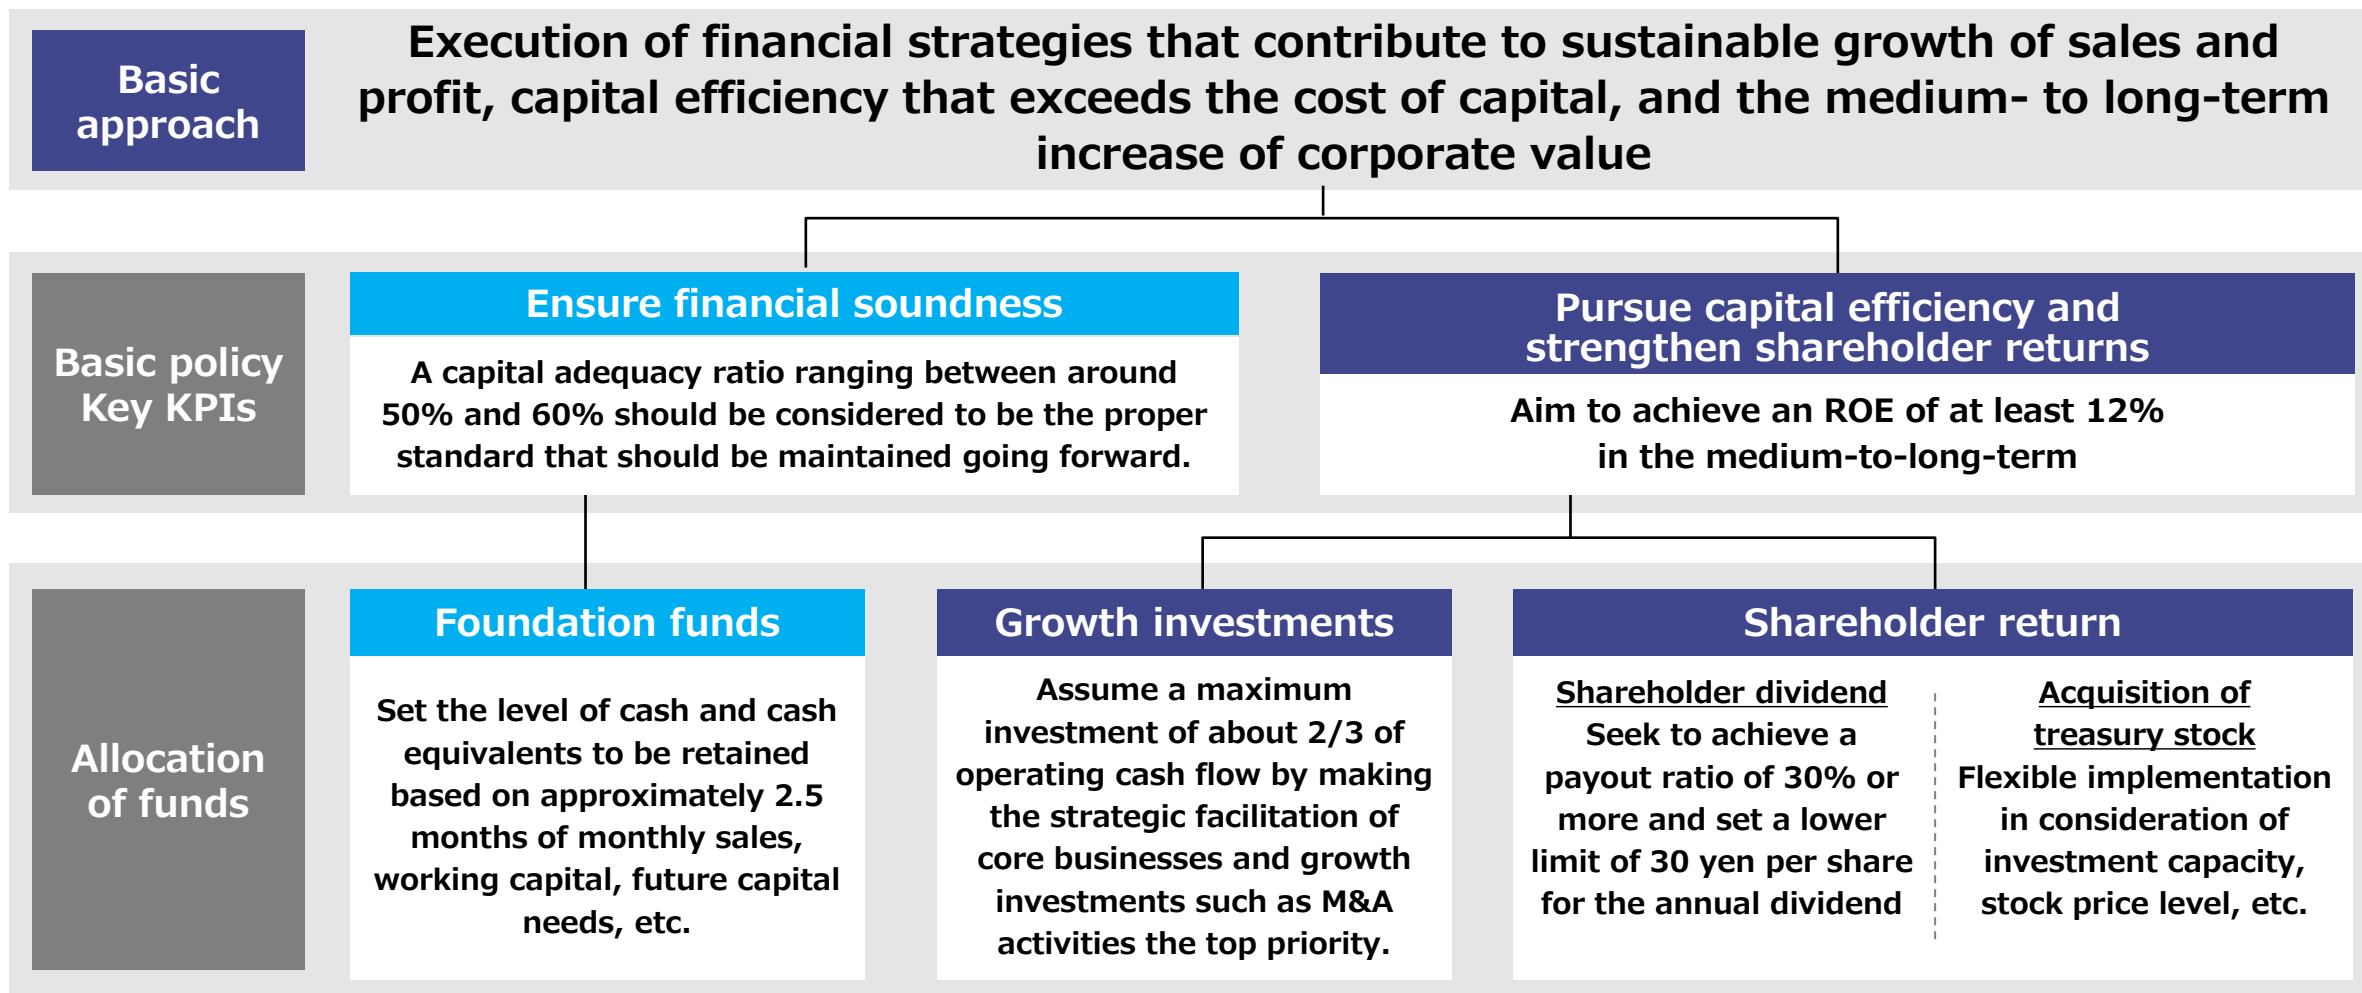 Basic
approach
Execution of financial strategies that contribute to sustainable growth of sales and
profit, capital efficiency that exceeds the cost of capital, and the medium- to long-term
increase of corporate value
Basic policy
Key KPIs
Ensure financial soundness
A capital adequacy ratio ranging between around
50% and 60% should be considered to be the proper
standard that should be maintained going forward.
Pursue capital efficiency and
strengthen shareholder returns
Aim to achieve an ROE of at least 12%
in the medium-to-long-term
Allocation
of funds
Foundation funds
Set the level of cash and cash
equivalents to be retained
based on approximately 2.5
months of monthly sales,
working capital, future capital
needs, etc.
Growth investments
Assume a maximum
investment of about 2/3 of
operating cash flow by making
the strategic facilitation of
core businesses and growth
investments such as M&A
activities the top priority.
Shareholder return
Shareholder dividend
Seek to achieve a
payout ratio of 30% or
more and set a lower
limit of 30 yen per share
for the annual dividend
Acquisition of
treasury stock
Flexible implementation
in consideration of
investment capacity,
stock price level, etc.